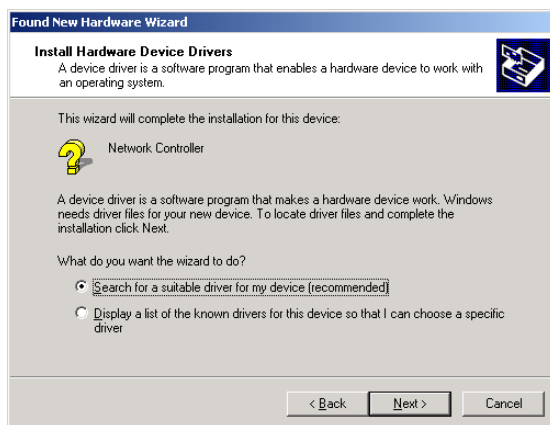 Found New Hardware Wizard
Install Hardware Device Drivers
A device driver is a software program that enables a hardware device to work with
an operating system.
This wizard will complete the installation for this device:
Network Controller
A device driver is a software program that makes a hardware device work. Windows
needs driver files for your new device. To locate driver files and complete the
installation click Next.
What do you want the wizard to do?
Search for a suitable driver for my device (recommended)
Display a list of the known drivers for this device so that I can choose a specific
driver
< Back Next > Cancel